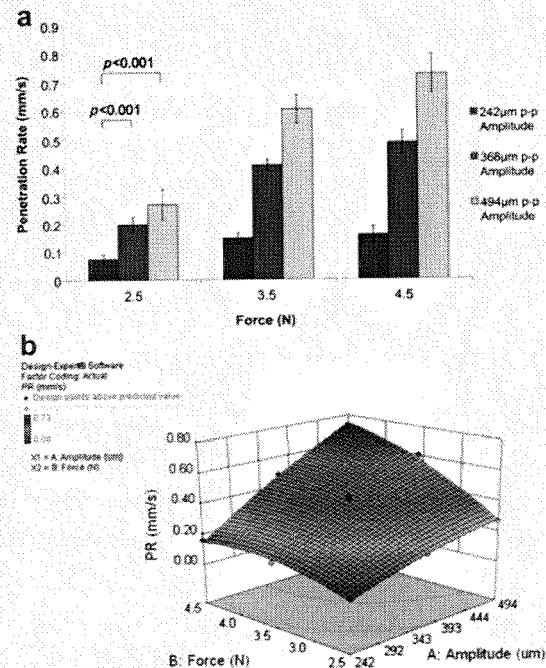 a
0.9
0.8
0.7
0.6
0.5
0.4
0.3
0.2
0.1
0
Penetration Rate (mm/s)
p<0.001
p<0.001
2.5
3.5
4.5
Force (N)
242µm p-p
Amplitude
368µm p-p
Amplitude
494µm p-p
Amplitude
b
Design-Expert® Software
Factor Coding: Actual
PR (mm/s)
Design points above predicted value
0.73
0.08
X1 = A: Amplitude (um)
X2 = B: Force (N)
0.80
0.60
0.40
0.20
0.00
PR (mm/s)
4.5
4.0
3.5
3.0
2.5
B: Force (N)
242
292
343
393
444
494
A: Amplitude (um)